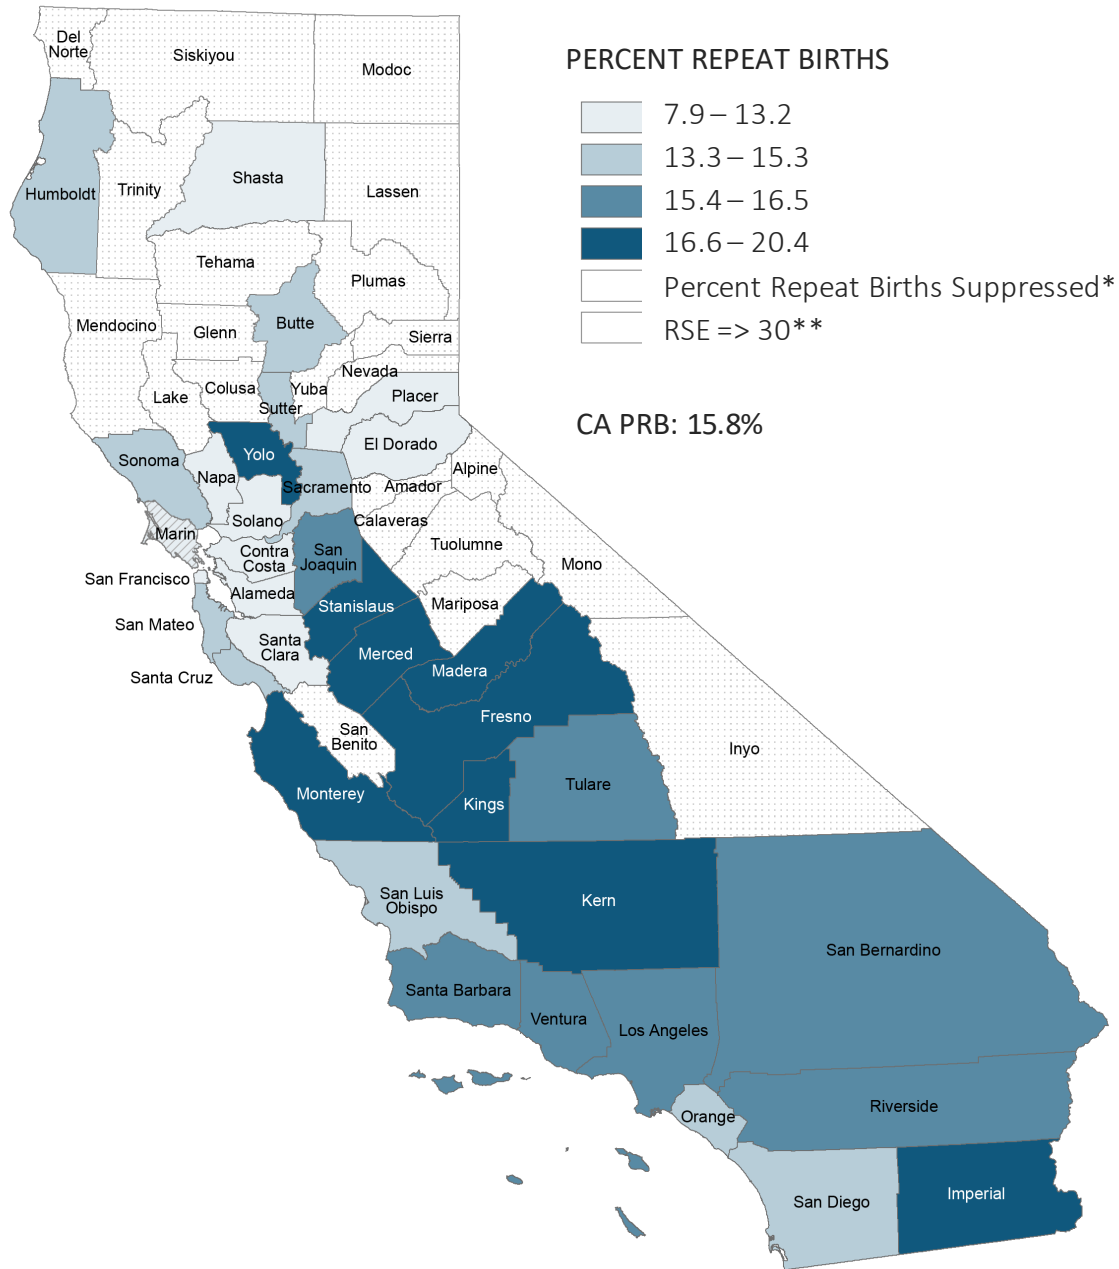 PERCENT REPEAT BIRTHS
7.9 – 13.2
13.3 – 15.3
15.4 – 16.5
16.6 – 20.4
Percent Repeat Births Suppressed*
RSE => 30**
CA PRB: 15.8%
Del
Norte
Siskiyou
Modoc
Humboldt
Trinity
Shasta
Lassen
Tehama
Plumas
Mendocino
Glenn
Butte
Sierra
Lake
Colusa
Sutter
Yuba
Nevada
Placer
El Dorado
Sonoma
Napa
Yolo
Sacramento
Amador
Alpine
Marin
Solano
Calaveras
Tuolumne
Mono
Contra
Costa
San
Joaquin
San Francisco
Alameda
Stanislaus
Mariposa
San Mateo
Santa
Clara
Merced
Madera
Santa Cruz
Fresno
San
Benito
Inyo
Monterey
Kings
Tulare
San Luis
Obispo
Kern
San Bernardino
Santa Barbara
Ventura
Los Angeles
Orange
Riverside
San Diego
Imperial